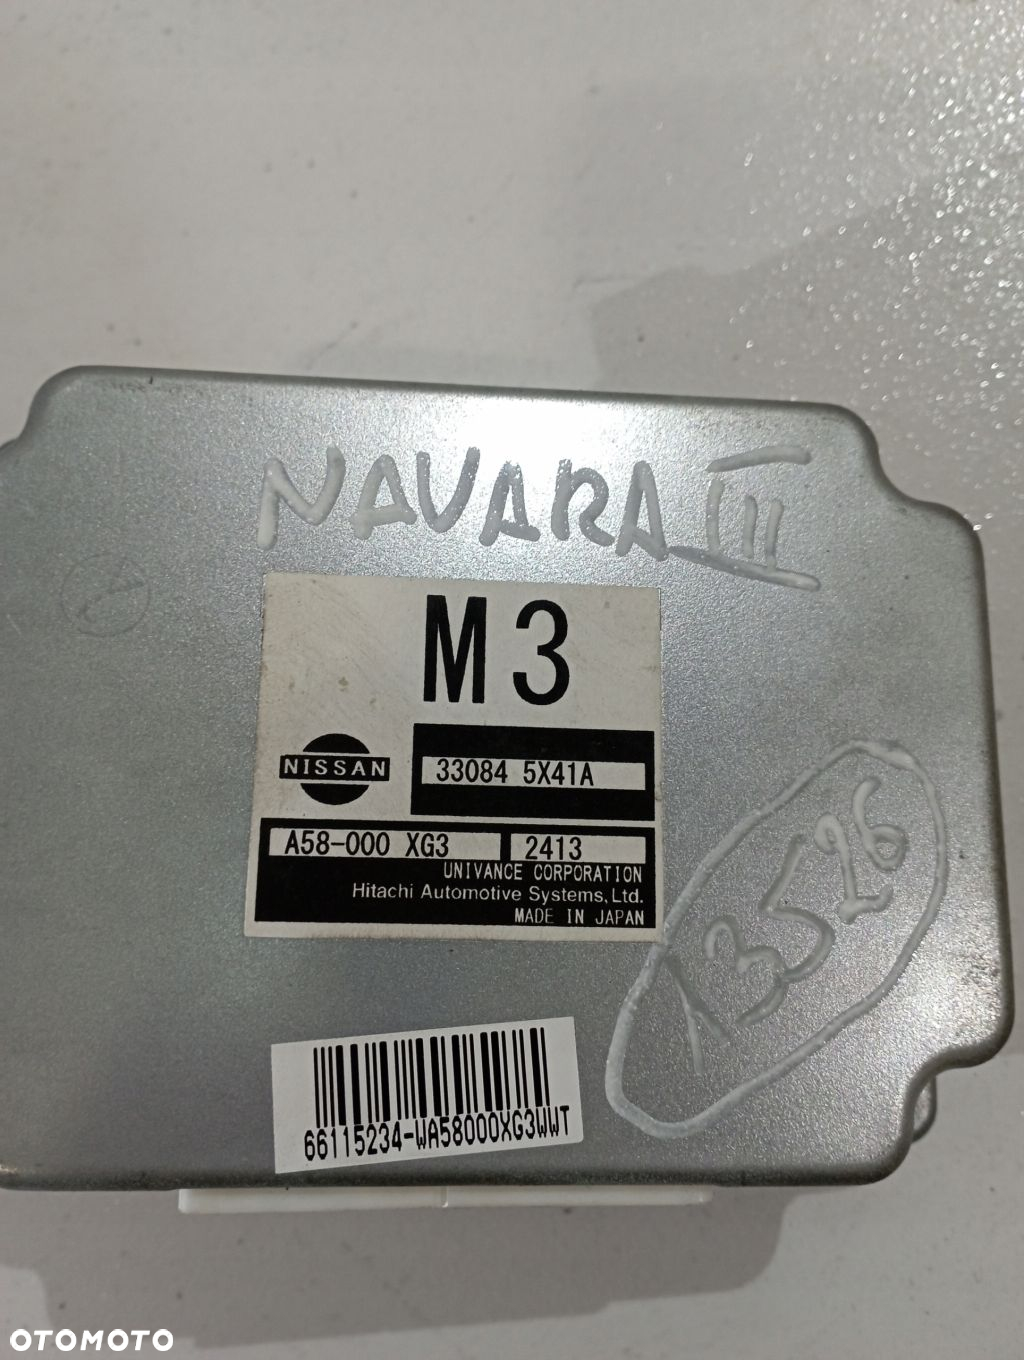 NAVARA III
M3
NISSAN
33084 5X41A
A58-000 XG3
2413
UNIVANCE CORPORATION
Hitachi Automotive Systems, Ltd.
MADE IN JAPAN
13526
66115234-WA58000XG3WWT
OTOMOTO